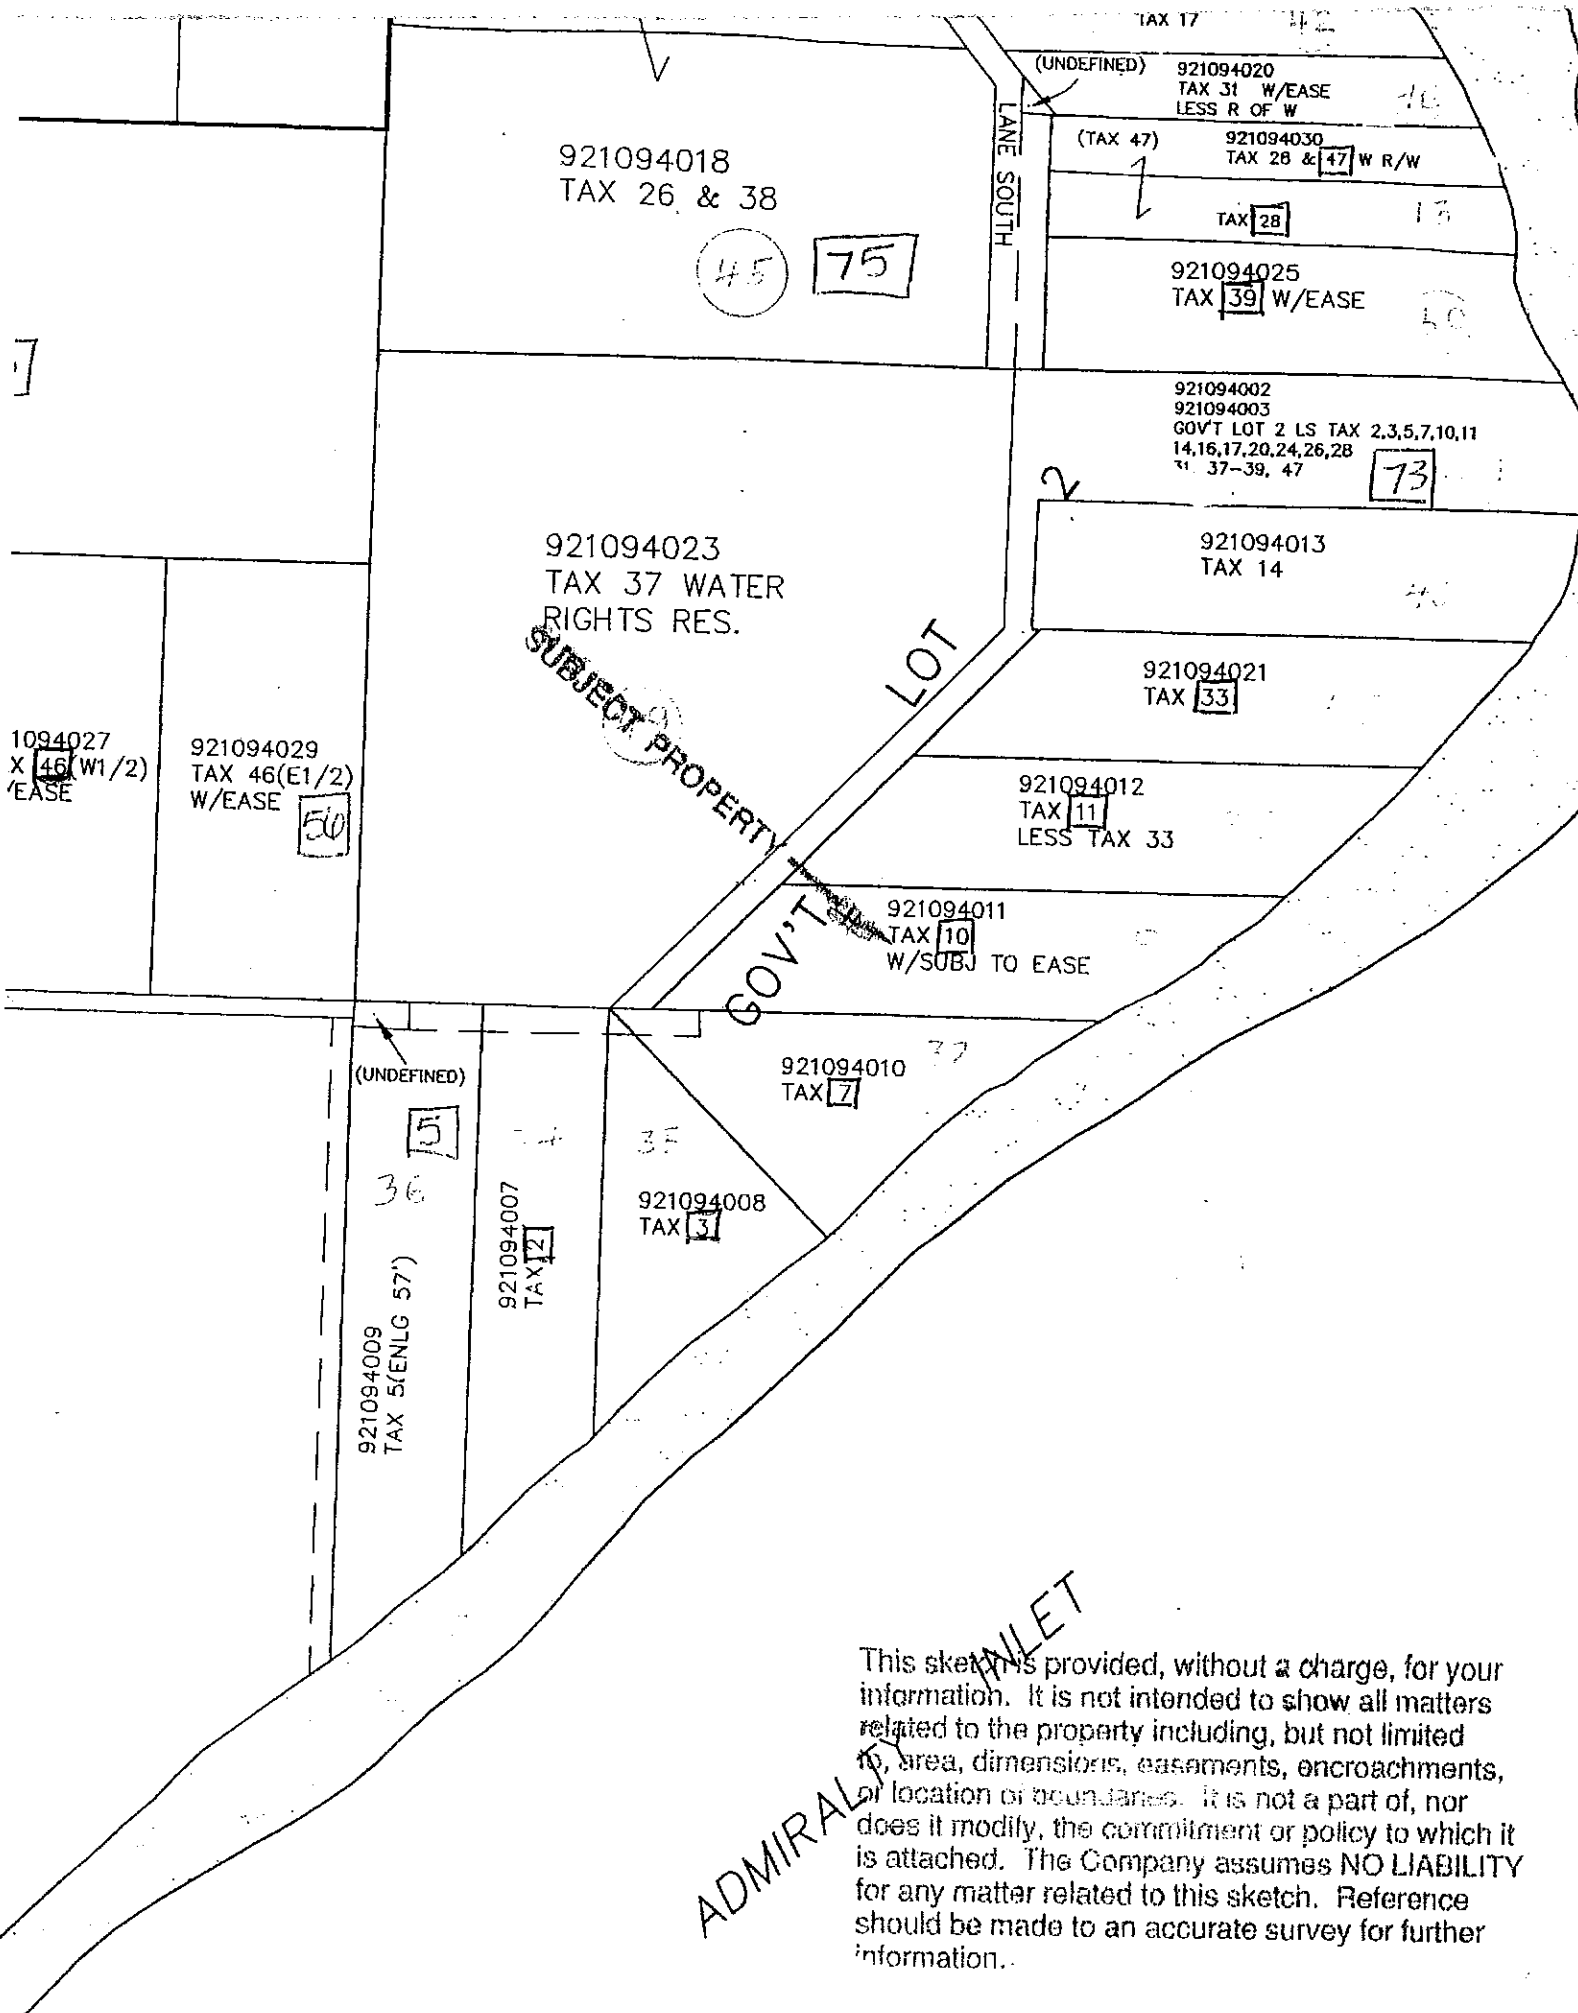 TAX 17
42
(UNDEFINED)
921094020
TAX 31 W/EASE
LESS R OF W
LANE SOUTH
(TAX 47)
921094030
TAX 28 & 47 W R/W
TAX 28
921094018
TAX 26 & 38
45
75
921094025
TAX 39 W/EASE
921094002
921094003
GOV'T LOT 2 LS TAX 2,3,5,7,10,11
14,16,17,20,24,26,28
31, 37-39, 47
73
2
921094013
TAX 14
921094023
TAX 37 WATER
RIGHTS RES.
SUBJECT PROPERTY
LOT
921094021
TAX 33
1094027
X 46(W1/2)
/EASE
921094029
TAX 46(E1/2)
W/EASE
56
921094012
TAX 11
LESS TAX 33
GOV'T
921094011
TAX 10
W/SUBJ TO EASE
(UNDEFINED)
921094010
TAX 7
5
36
921094009
TAX 5(ENLG 57')
921094007
TAX 2
921094008
TAX 3
ADMIRALTY INLET
This sketch is provided, without a charge, for your
information. It is not intended to show all matters
related to the property including, but not limited
to, area, dimensions, easements, encroachments,
or location of boundaries. It is not a part of, nor
does it modify, the commitment or policy to which it
is attached. The Company assumes NO LIABILITY
for any matter related to this sketch. Reference
should be made to an accurate survey for further
information.